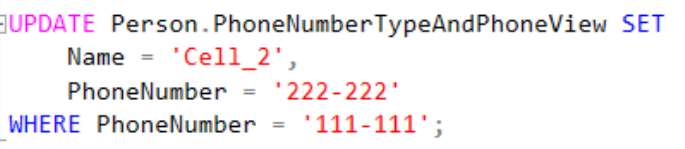 UPDATE Person.PhoneNumberTypeAndPhoneView SET
Name = 'Cell_2',
PhoneNumber = '222-222'
WHERE PhoneNumber = '111-111';